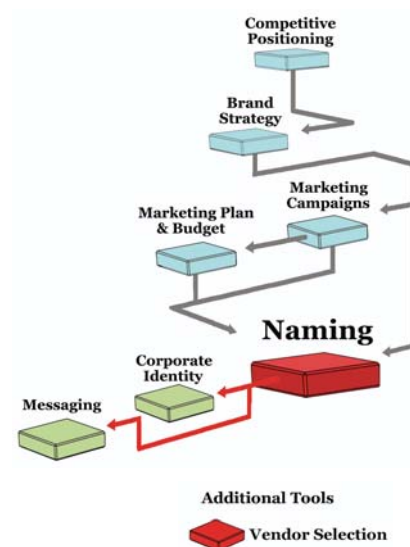 Competitive
Positioning
Brand
Strategy
Marketing
Campaigns
Marketing Plan
& Budget
Naming
Corporate
Identity
Messaging
Additional Tools
Vendor Selection